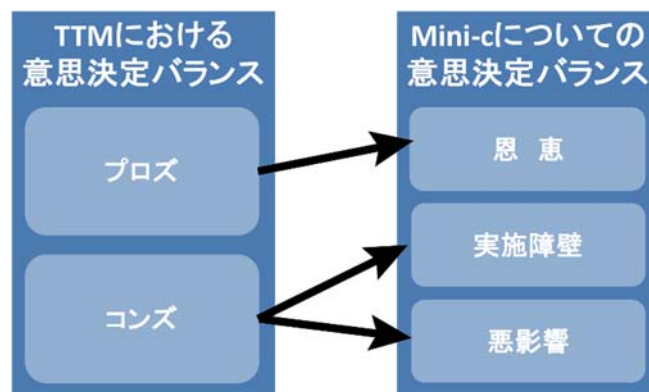 TTMにおける
意思決定バランス
プロズ
コンズ
Mini-cについての
意思決定バランス
恩　恵
実施障壁
悪影響